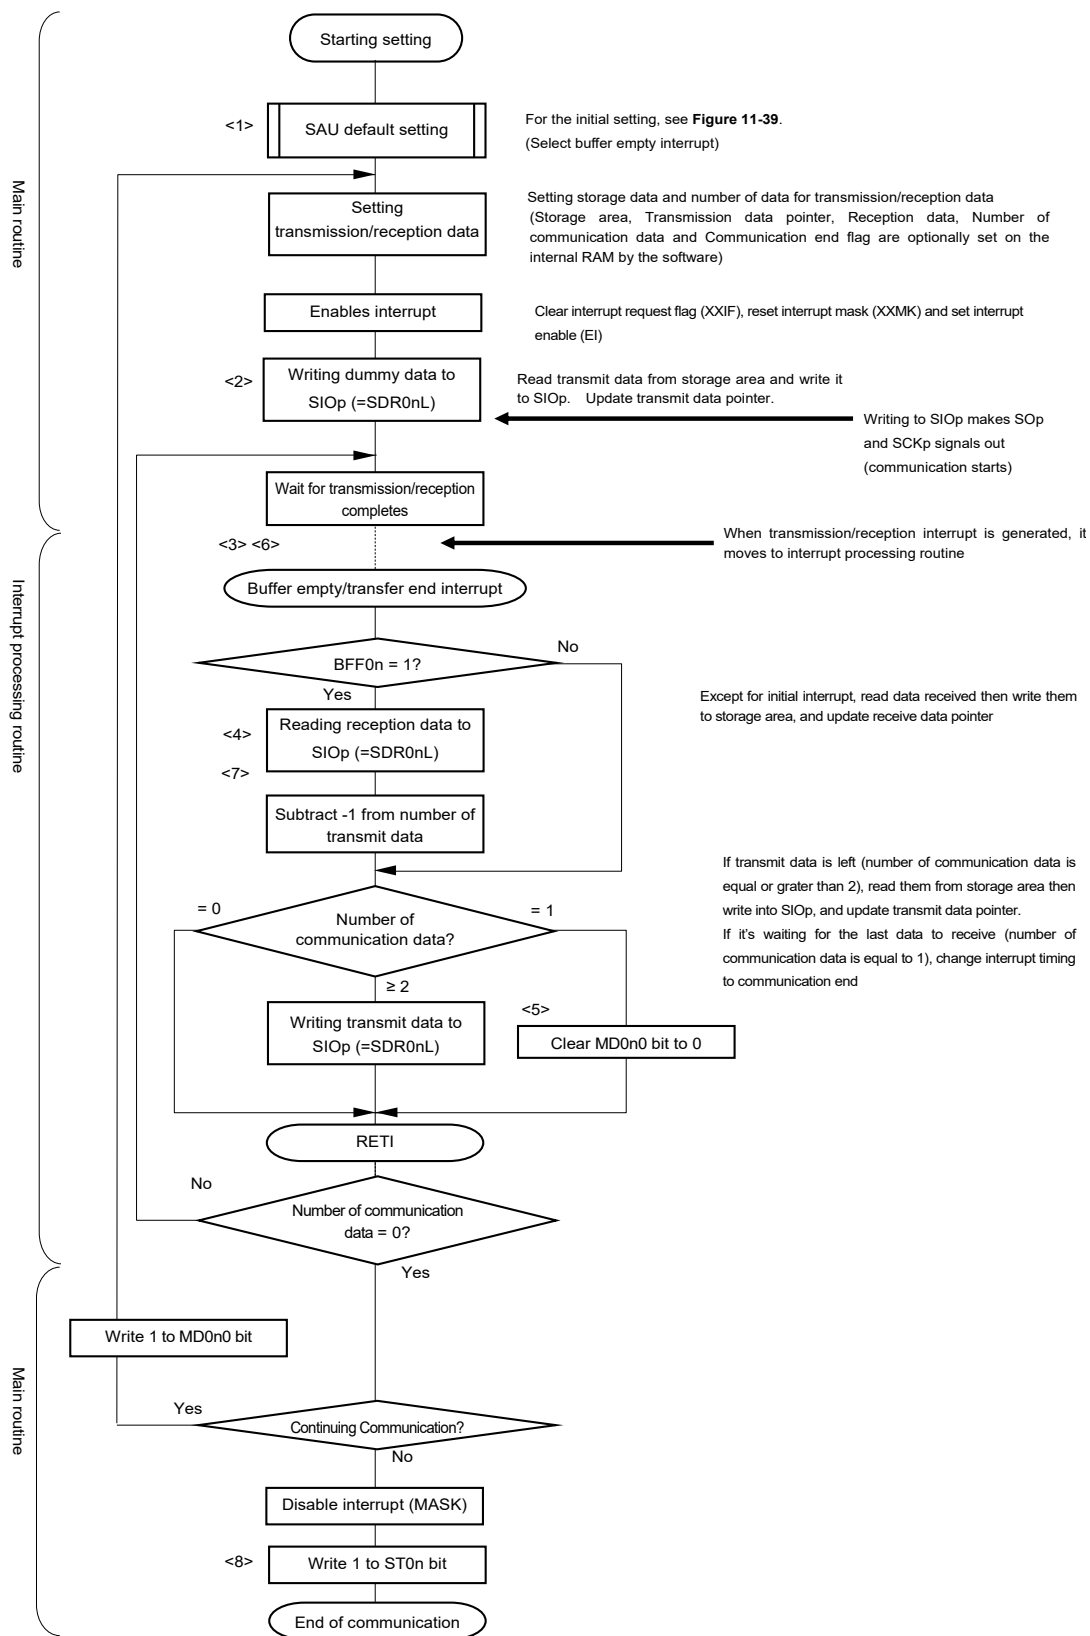 Starting setting
<1>
SAU default setting
For the initial setting, see Figure 11-39.
(Select buffer empty interrupt)
Main routine
Setting
transmission/reception data
Setting storage data and number of data for transmission/reception data
(Storage area, Transmission data pointer, Reception data, Number of
communication data and Communication end flag are optionally set on the
internal RAM by the software)
Enables interrupt
Clear interrupt request flag (XXIF), reset interrupt mask (XXMK) and set interrupt
enable (EI)
<2>
Writing dummy data to
SIOp (=SDR0nL)
Read transmit data from storage area and write it
to SIOp. Update transmit data pointer.
Writing to SIOp makes SOp
and SCKp signals out
(communication starts)
Wait for transmission/reception
completes
<3> <6>
When transmission/reception interrupt is generated, it
moves to interrupt processing routine
Interrupt processing routine
Buffer empty/transfer end interrupt
BFF0n = 1?
No
Yes
Except for initial interrupt, read data received then write them
to storage area, and update receive data pointer
<4>
Reading reception data to
SIOp (=SDR0nL)
<7>
Subtract -1 from number of
transmit data
If transmit data is left (number of communication data is
equal or grater than 2), read them from storage area then
write into SIOp, and update transmit data pointer.
If it's waiting for the last data to receive (number of
communication data is equal to 1), change interrupt timing
to communication end
= 0
Number of
communication data?
= 1
≥ 2
Writing transmit data to
SIOp (=SDR0nL)
<5>
Clear MD0n0 bit to 0
RETI
No
Number of communication
data = 0?
Yes
Main routine
Write 1 to MD0n0 bit
Yes
Continuing Communication?
No
Disable interrupt (MASK)
<8>
Write 1 to ST0n bit
End of communication